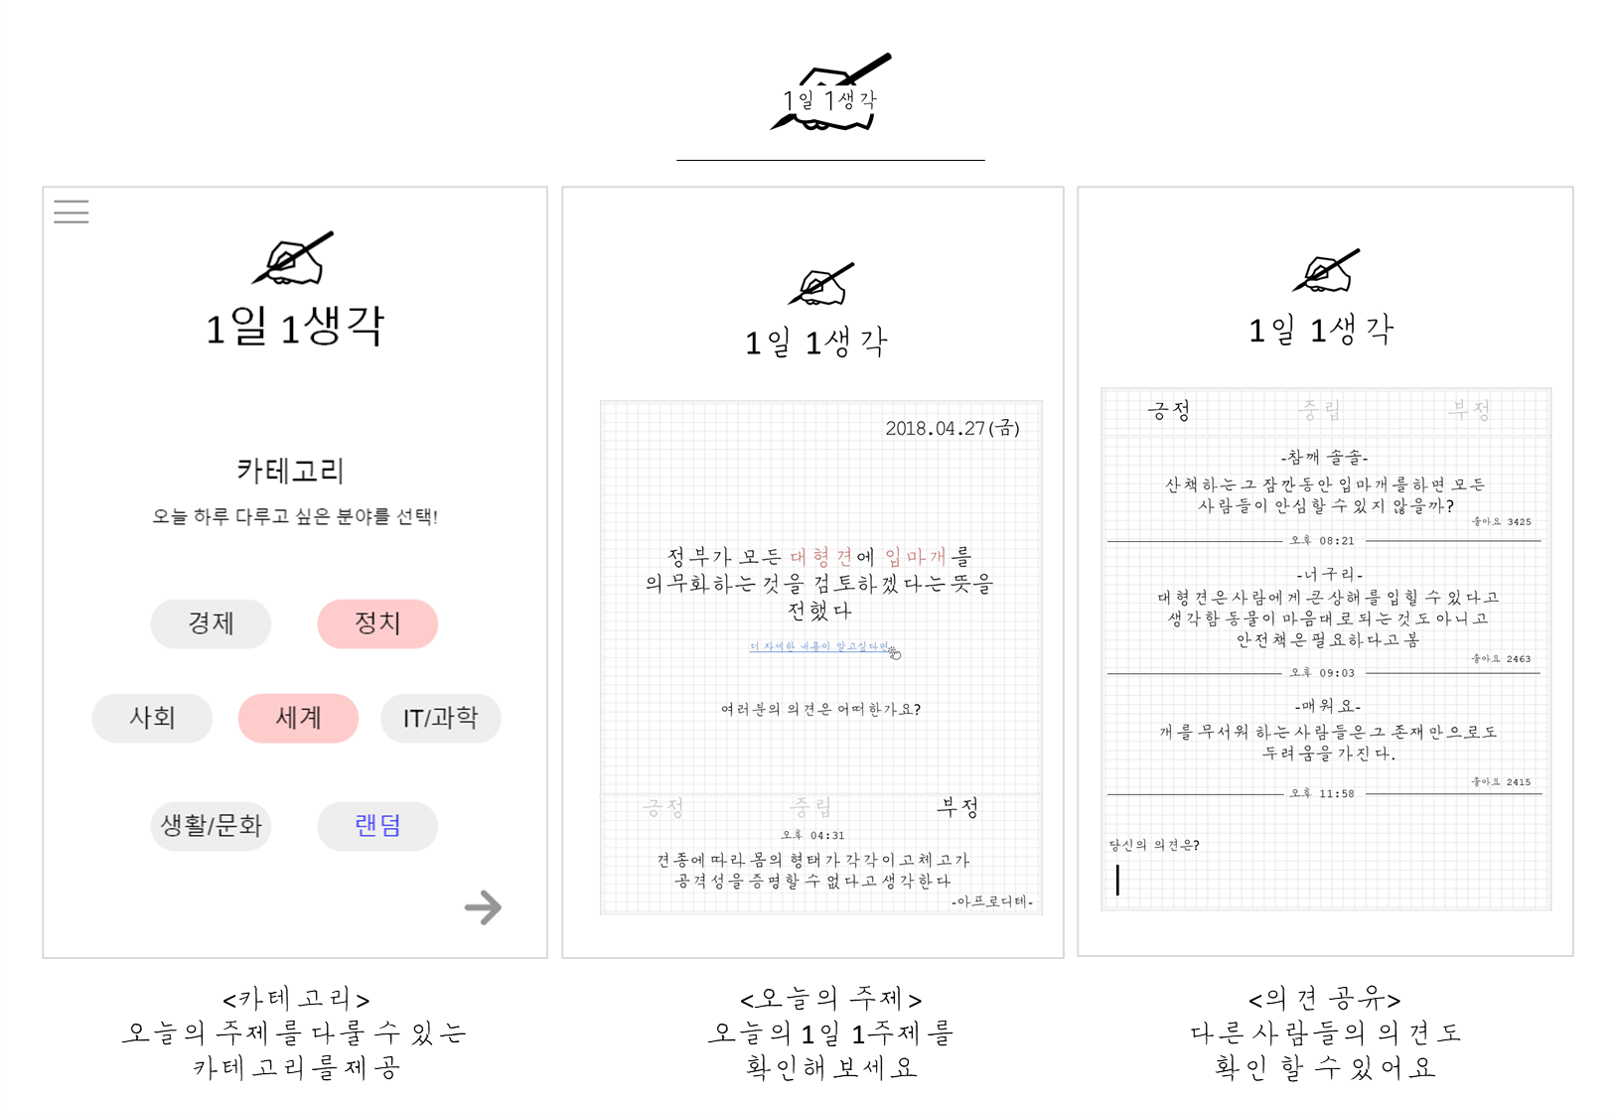 1일 1생각
1일 1생각
카테고리
오늘 하루 다루고 싶은 분야를 선택!
경제
정치
사회
세계
IT/과학
생활/문화
랜덤
<카테고리>
오늘의 주제를 다룰 수 있는
카테고리를 제공
1일 1생각
2018.04.27(금)
정부가 모든 대형견에 입마개를
의무화하는 것을 검토하겠다는 뜻을
전했다
더 자세한 내용이 알고싶다면
여러분의 의견은 어떠한가요?
긍정
중립
부정
오후 04:31
견종에 따라 몸의 형태가 각각이고 체고가
공격성을 증명할 수 없다고 생각한다
-아프로디테-
<오늘의 주제>
오늘의 1일 1주제를
확인해 보세요
1일 1생각
긍정
중립
부정
-참깨 솔솔-
산책하는 그 잠깐동안 입마개를 하면 모든
사람들이 안심할 수 있지 않을까?
좋아요 3425
오후 08:21
-너구리-
대형견은 사람에게 큰 상해를 입힐 수 있다고
생각함 동물이 마음대로 되는 것도 아니고
안전책은 필요하다고 봄
좋아요 2463
오후 09:03
-매워요-
개를 무서워 하는 사람들은 그 존재만으로도
두려움을 가진다.
좋아요 2415
오후 11:58
당신의 의견은?
<의견 공유>
다른 사람들의 의견도
확인 할 수 있어요